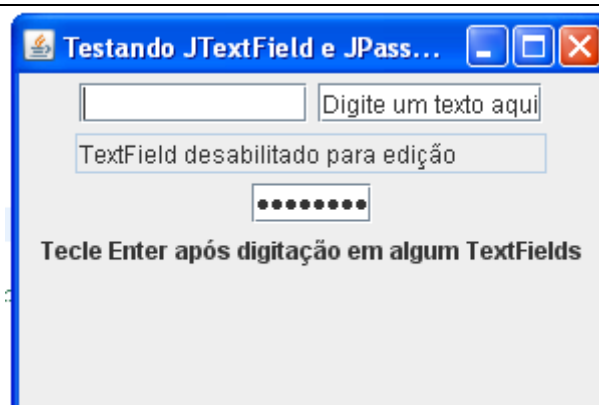 Testando JTextField e JPass...
Digite um texto aqui
TextField desabilitado para edição
•••••••••
Tecle Enter após digitação em algum TextFields